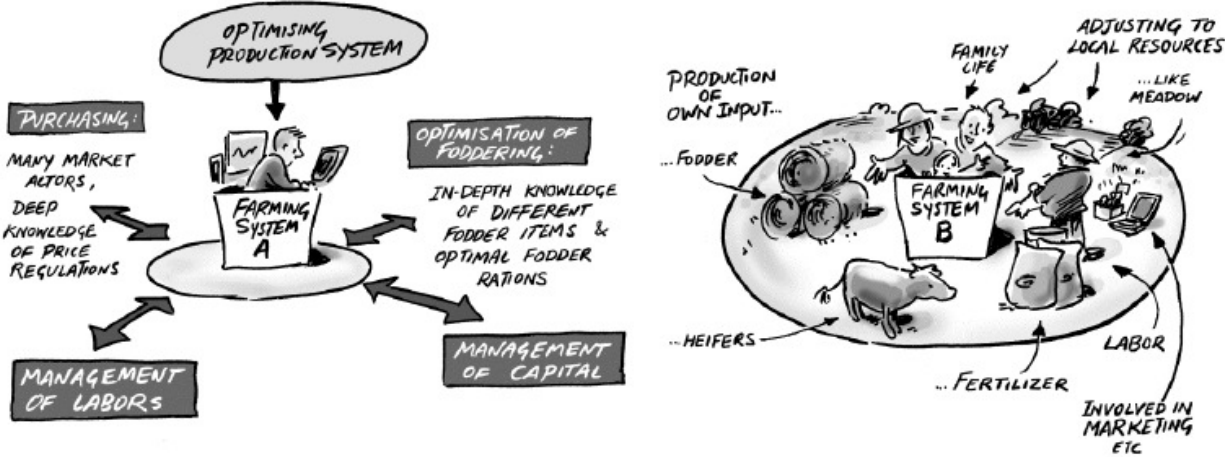 OPTIMISING
PRODUCTION SYSTEM
PURCHASING:
MANY MARKET
ACTORS,
DEEP
KNOWLEDGE
OF PRICE
REGULATIONS
FARMING
SYSTEM
A
OPTIMISATION OF
FODDERING:
IN-DEPTH KNOWLEDGE
OF DIFFERENT
FODDER ITEMS &
OPTIMAL FODDER
RATIONS
MANAGEMENT
OF LABORS
MANAGEMENT
OF CAPITAL
PRODUCTION
OF
OWN INPUT...
...FODDER
FAMILY
LIFE
ADJUSTING TO
LOCAL RESOURCES
...LIKE
MEADOW
FARMING
SYSTEM
B
...HEIFERS
...FERTILIZER
LABOR
INVOLVED IN
MARKETING
ETC